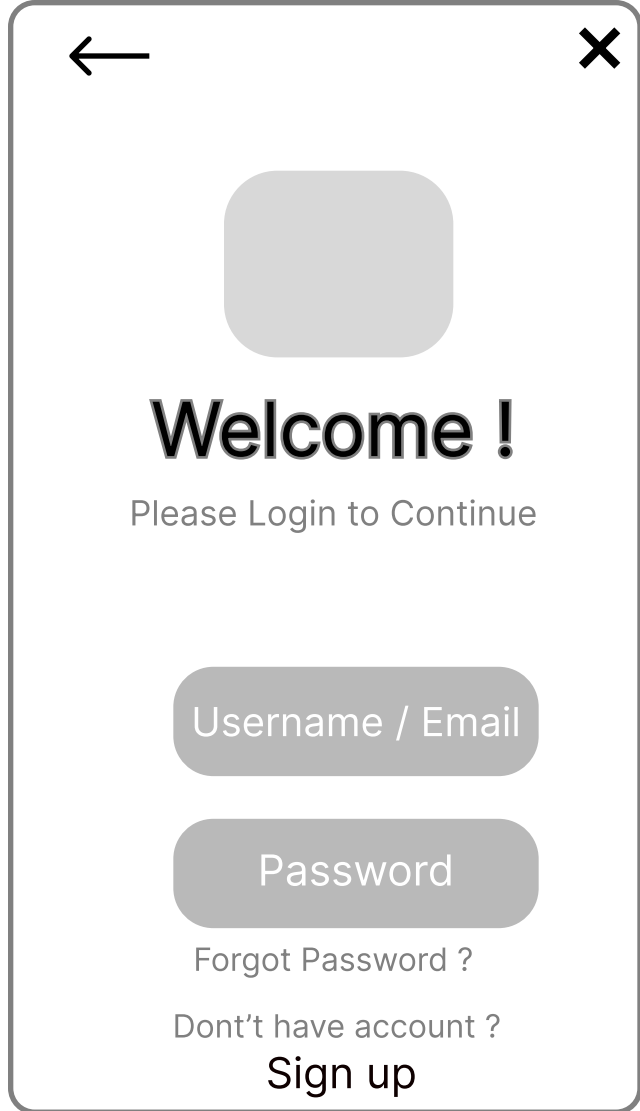 Welcome !
Please Login to Continue
Username / Email
Password
Forgot Password ?
Dont’t have account ?
Sign up